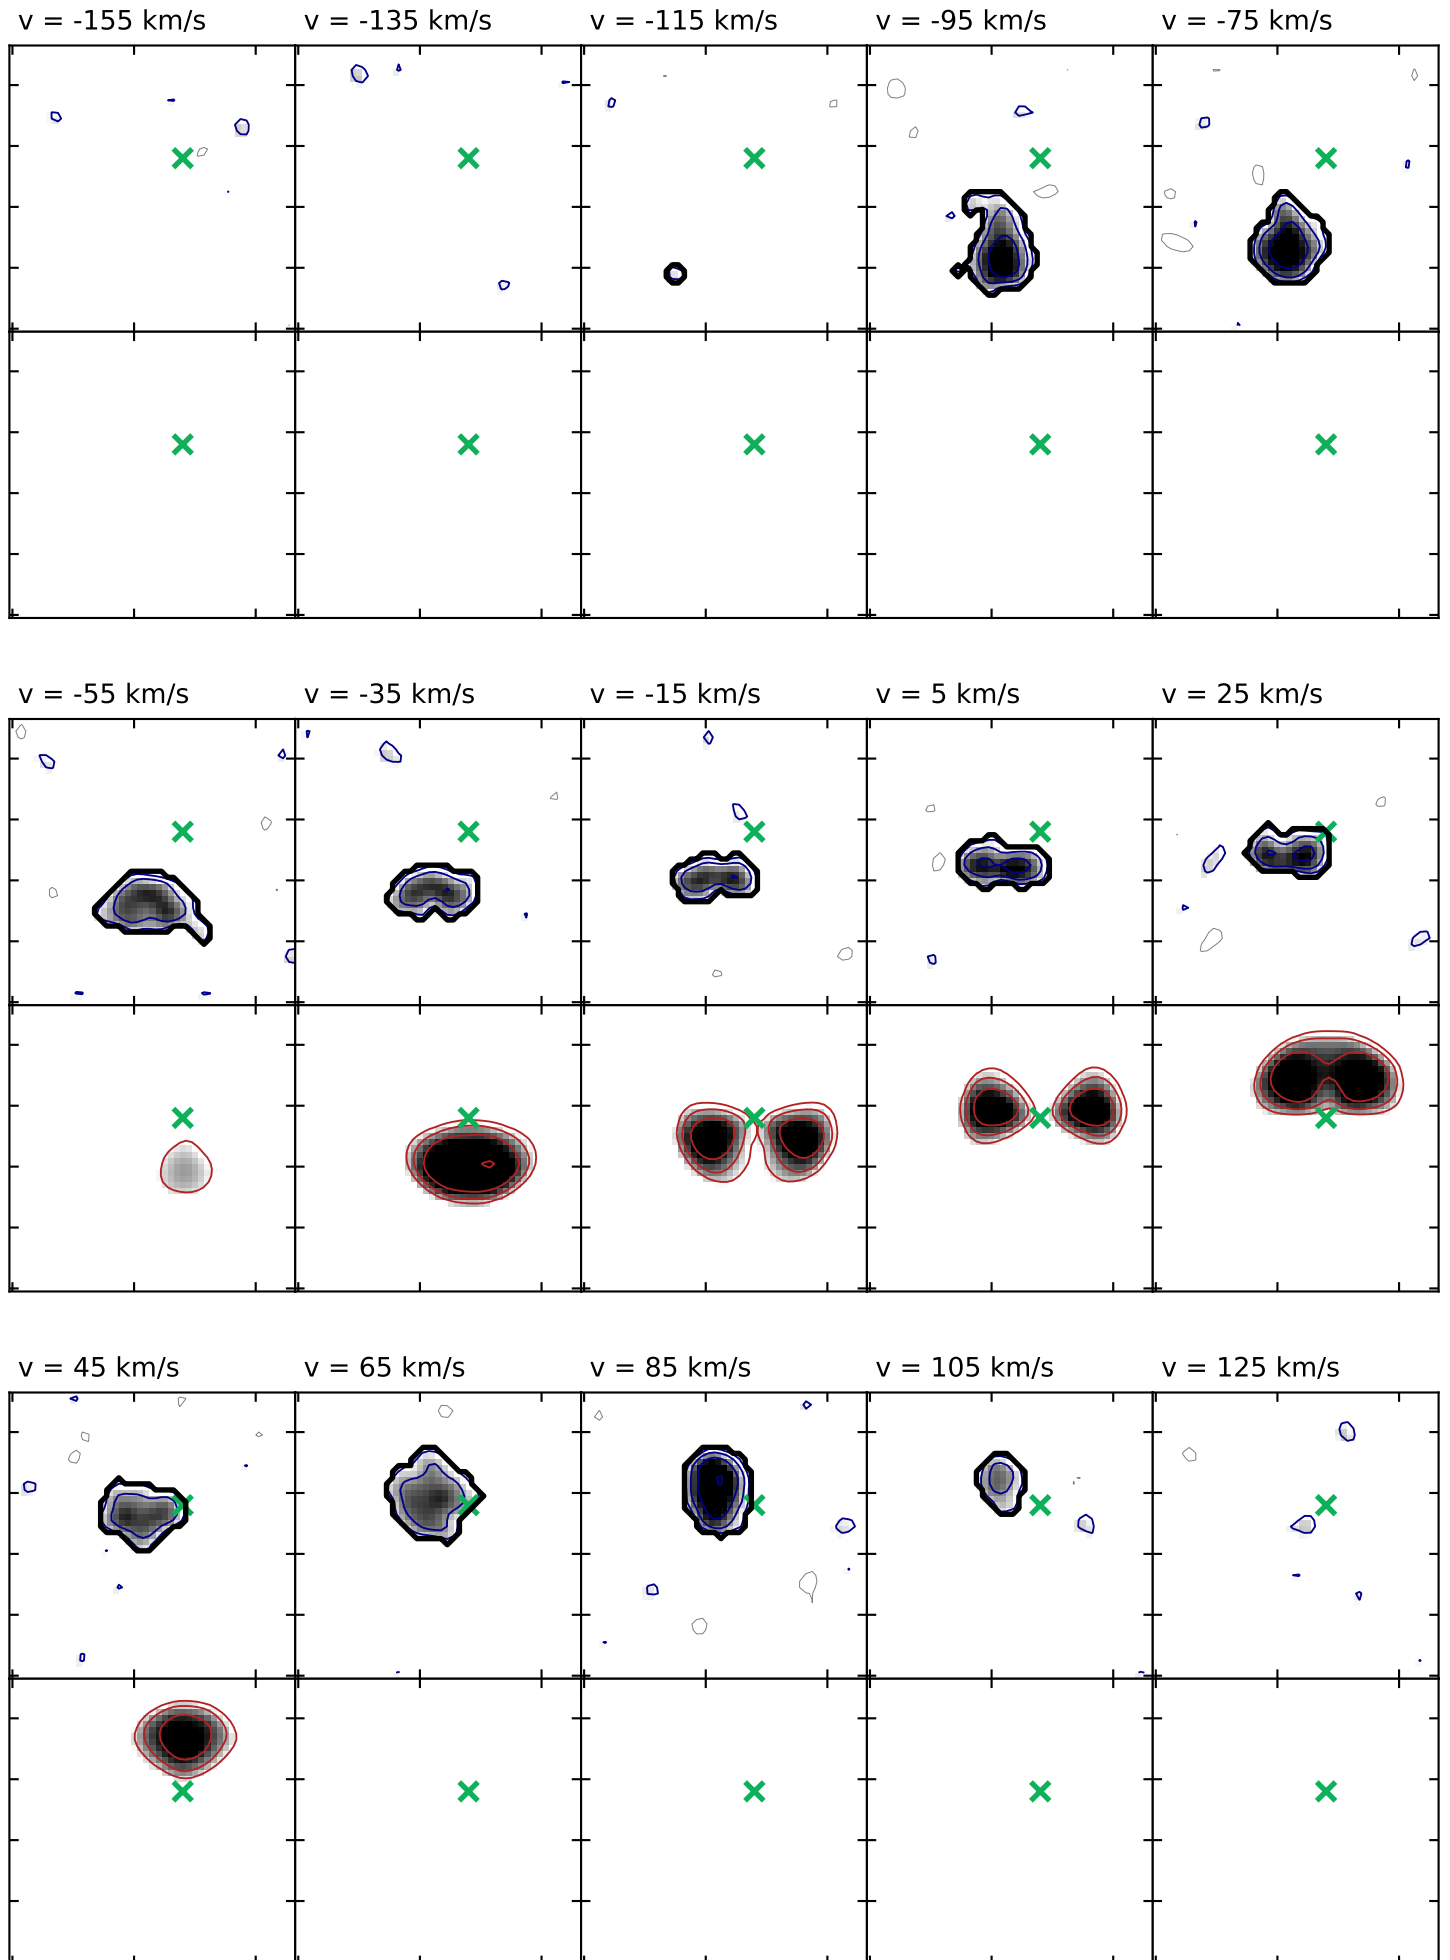 v = -155 km/s
v = -135 km/s
v = -115 km/s
v = -95 km/s
v = -75 km/s
v = -55 km/s
v = -35 km/s
v = -15 km/s
v = 5 km/s
v = 25 km/s
v = 45 km/s
v = 65 km/s
v = 85 km/s
v = 105 km/s
v = 125 km/s